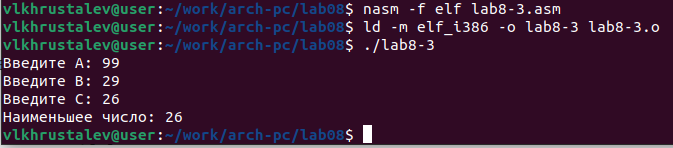 vlkhrustalev@user:~/work/arch-pc/lab08$ nasm -f elf lab8-3.asm
vlkhrustalev@user:~/work/arch-pc/lab08$ ld -m elf_i386 -o lab8-3 lab8-3.o
vlkhrustalev@user:~/work/arch-pc/lab08$ ./lab8-3
Введите A: 99
Введите B: 29
Введите C: 26
Наименьшее число: 26
vlkhrustalev@user:~/work/arch-pc/lab08$